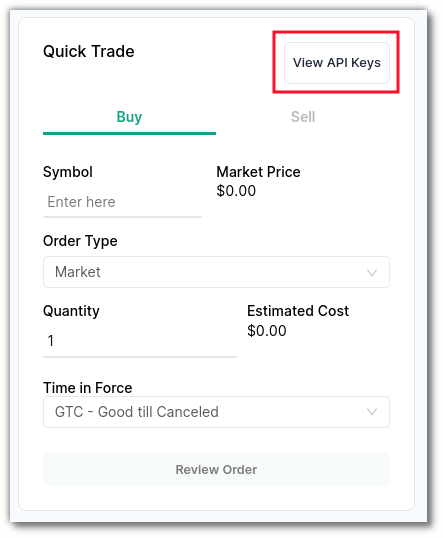 Quick Trade
View API Keys
Buy
Sell
Symbol
Market Price
Enter here
$0.00
Order Type
Market
Quantity
Estimated Cost
1
$0.00
Time in Force
GTC - Good till Canceled
Review Order